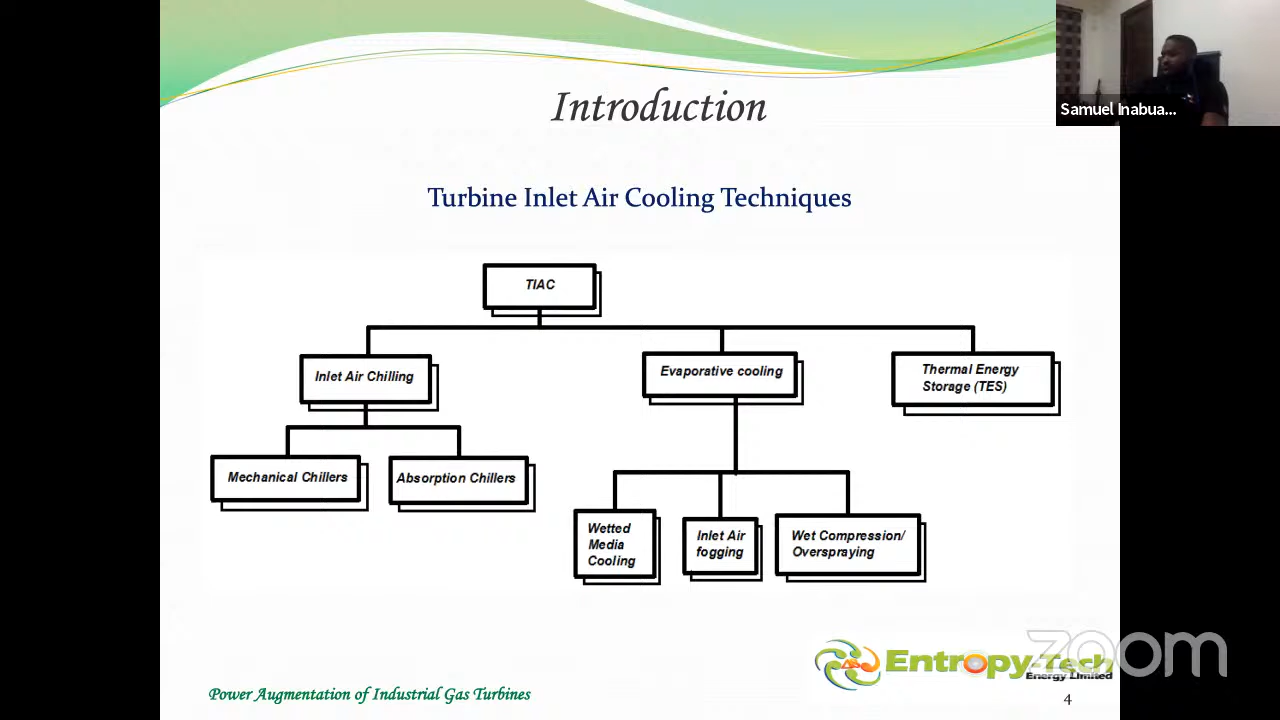 Introduction
Samuel Inabua...
Turbine Inlet Air Cooling Techniques
TIAC
Inlet Air Chilling
Evaporative cooling
Thermal Energy
Storage (TES)
Mechanical Chillers
Absorption Chillers
Wetted
Media
Cooling
Inlet Air
fogging
Wet Compression/
Overspraying
zoom
Entropy-Tech
Energy Limited
Power Augmentation of Industrial Gas Turbines
4